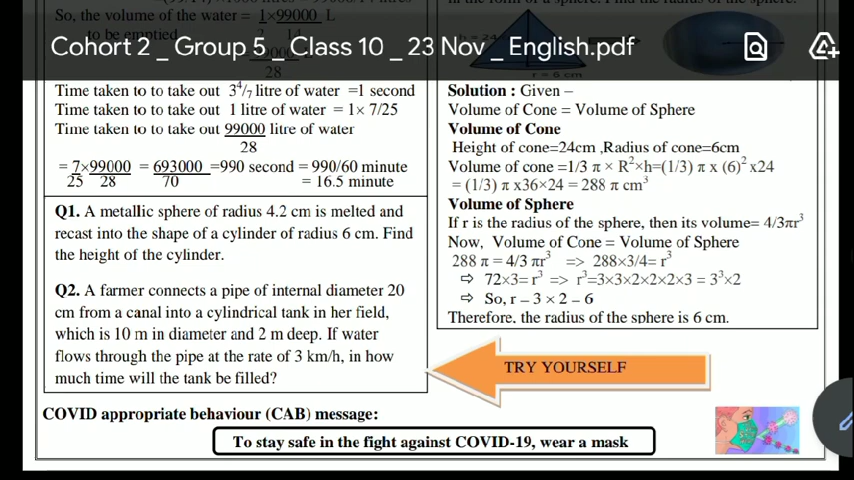 So, the volume of the water = 1×99000 L
to be emptied
28
Cohort 2 _ Group 5 _ Class 10 _ 23 Nov _ English.pdf
h = 24
r = 6 cm
Time taken to to take out 3⁴/₇ litre of water =1 second
Time taken to to take out 1 litre of water = 1× 7/25
Time taken to to take out 99000 litre of water
28
= 7×99000 = 693000 =990 second = 990/60 minute
25 28 70 = 16.5 minute
Q1. A metallic sphere of radius 4.2 cm is melted and
recast into the shape of a cylinder of radius 6 cm. Find
the height of the cylinder.
Q2. A farmer connects a pipe of internal diameter 20
cm from a canal into a cylindrical tank in her field,
which is 10 m in diameter and 2 m deep. If water
flows through the pipe at the rate of 3 km/h, in how
much time will the tank be filled?
Solution : Given –
Volume of Cone = Volume of Sphere
Volume of Cone
Height of cone=24cm ,Radius of cone=6cm
Volume of cone =1/3 π × R²×h=(1/3) π x (6)² x24
= (1/3) π x36×24 = 288 π cm³
Volume of Sphere
If r is the radius of the sphere, then its volume= 4/3πr³
Now, Volume of Cone = Volume of Sphere
288 π = 4/3 πr³ => 288×3/4= r³
⇨ 72×3= r³ => r³=3×3×2×2×2×3 = 3³×2
⇨ So, r – 3 × 2 – 6
Therefore, the radius of the sphere is 6 cm.
TRY YOURSELF
COVID appropriate behaviour (CAB) message:
To stay safe in the fight against COVID-19, wear a mask